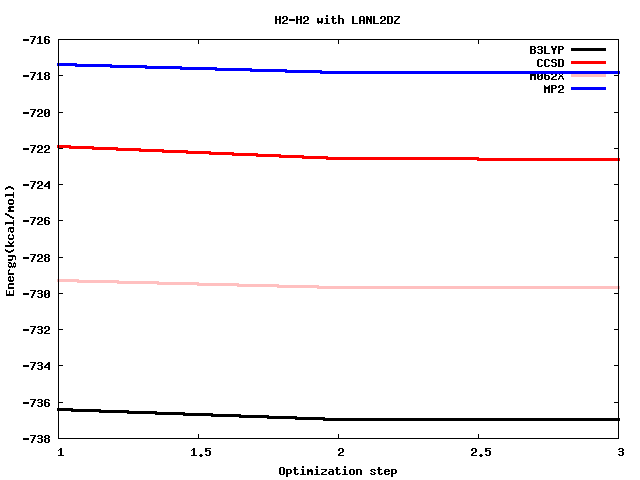 H2-H2 with LANL2DZ
B3LYP
CCSD
M062X
MP2
-716
-718
-720
-722
-724
-726
-728
-730
-732
-734
-736
-738
Energy(kcal/mol)
1 1.5 2 2.5 3
Optimization step